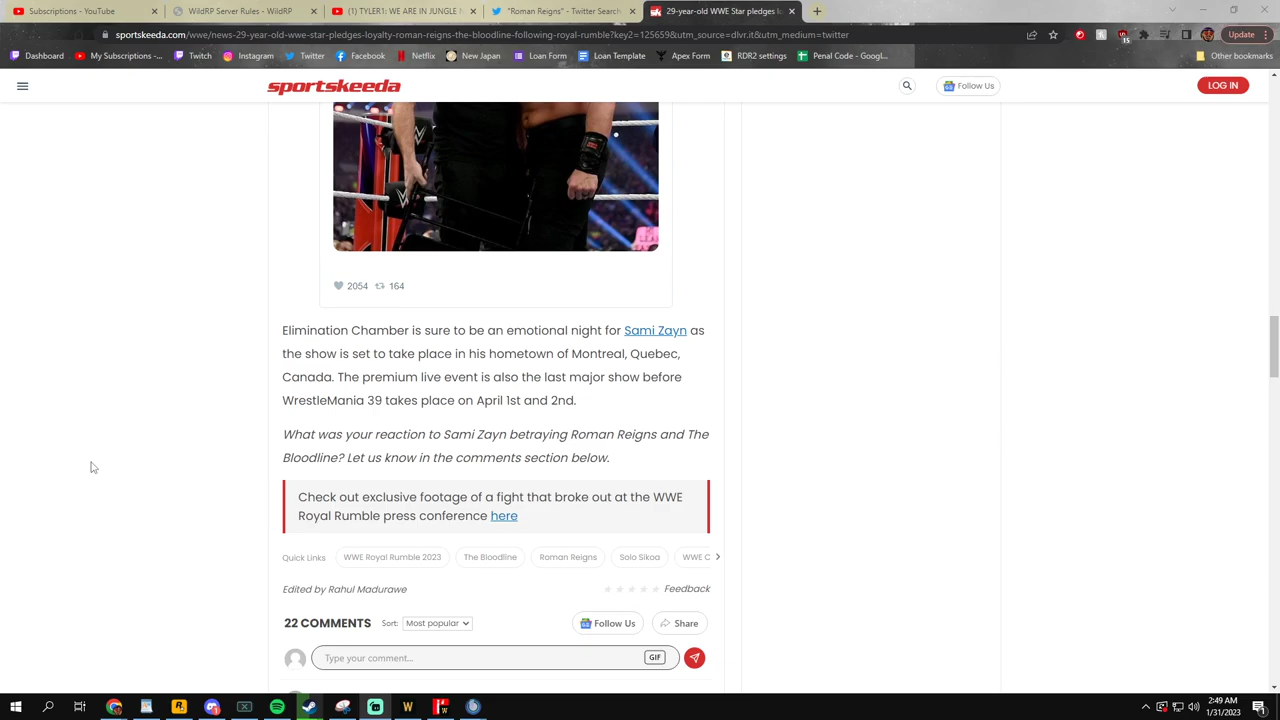 Subscriptions - YouTube
WildRP Server Rules - Google
(1) ARE IN JUNGLE !
"Roman Reigns" - Twitter Search
29-year-old WWE Star pledges lo
sportskeeda.com/wwe/news-29-year-old-wwe-star-pledges-loyalty-roman-reigns-the-bloodline-following-royal-rumble?key2=125659&utm_source=dlvr.it&utm_medium=twitter
15
Update
Dashboard
My Subscriptions -...
Twitch
Instagram
Twitter
Facebook
Netflix
New Japan
Loan Form
Loan Target
Apex Form
RDR2 settings
Penal Code - Googl...
Other bookmarks
sportskeeda
Follow Us
LOG IN
2054
164
Elimination Chamber is sure to be an emotional night for Sami Zayn as
the show is set to take place in his hometown of Montreal, Quebec,
Canada. The premium live event is also the last major show before
WrestleMania 39 takes place on April 1st and 2nd.
What was your reaction to Sami Zayn betraying Roman Reigns and The
Bloodline? Let us know in the comments section below.
Check out exclusive footage of a fight that broke out at the WWE
Royal Rumble press conference here
Quick Links
WWE Royal Rumble 2023
The Bloodline
Roman Reigns
Solo Sikoa
WWE C
Edited by Rahul Madurawe
Feedback
22 COMMENTS
Sort:
Most popular
Follow Us
Share
Type your comment...
GIF
2:49 AM
1/31/2023